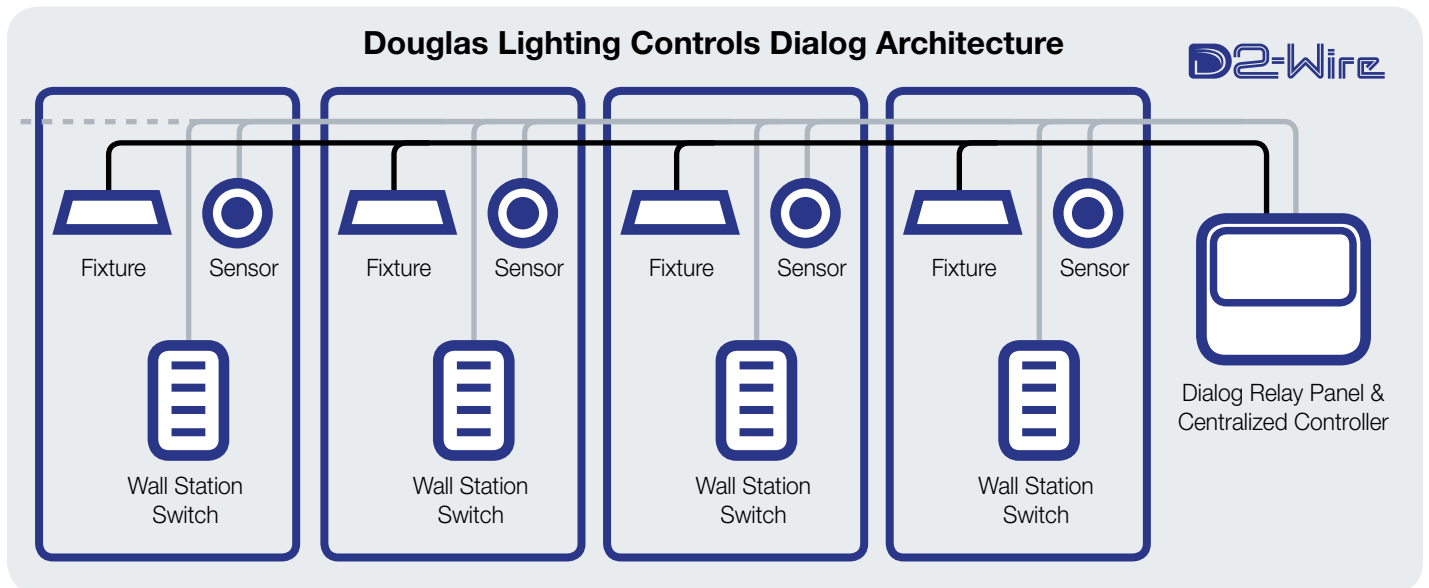 Douglas Lighting Controls Dialog Architecture
D2-Wire
Fixture Sensor Fixture Sensor Fixture Sensor Fixture Sensor
Dialog Relay Panel &
Centralized Controller
Wall Station Wall Station Wall Station Wall Station
Switch Switch Switch Switch